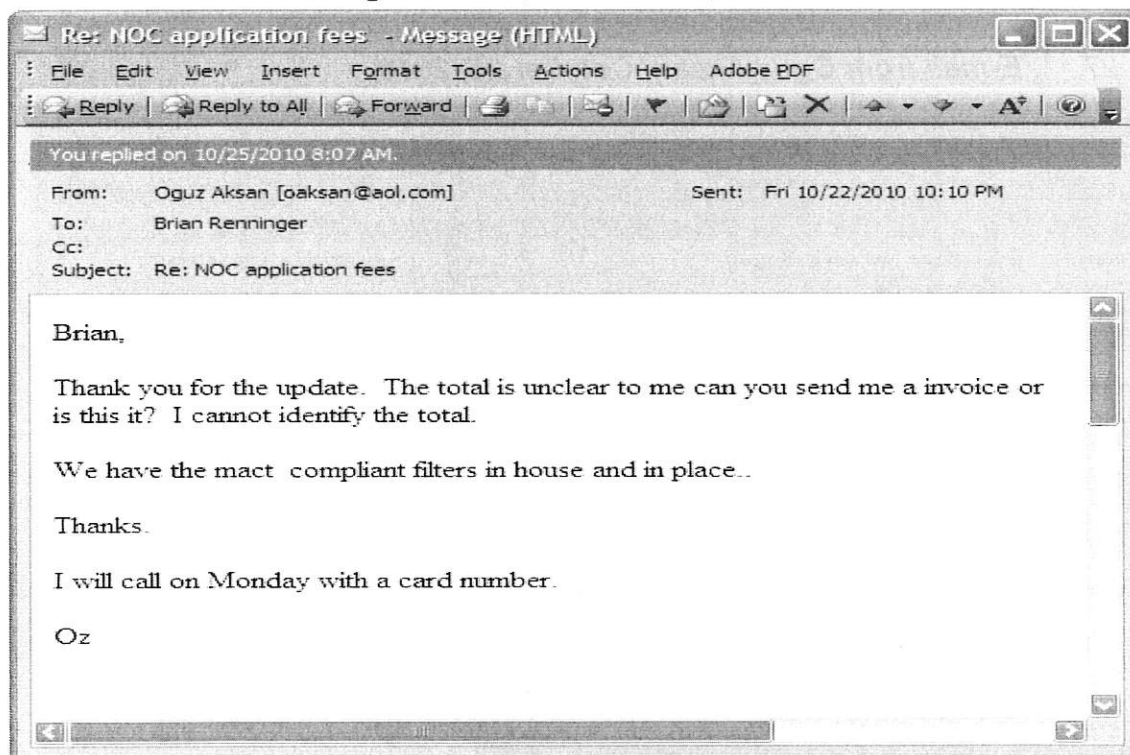 Re: NOC application fees - Message (HTML)
File Edit View Insert Format Tools Actions Help Adobe PDF
Reply | Reply to All | Forward
You replied on 10/25/2010 8:07 AM.
From: Oguz Aksan [oaksan@aol.com] Sent: Fri 10/22/2010 10:10 PM
To: Brian Renninger
Cc:
Subject: Re: NOC application fees
Brian,
Thank you for the update. The total is unclear to me can you send me a invoice or
is this it? I cannot identify the total.
We have the mact compliant filters in house and in place..
Thanks.
I will call on Monday with a card number.
Oz